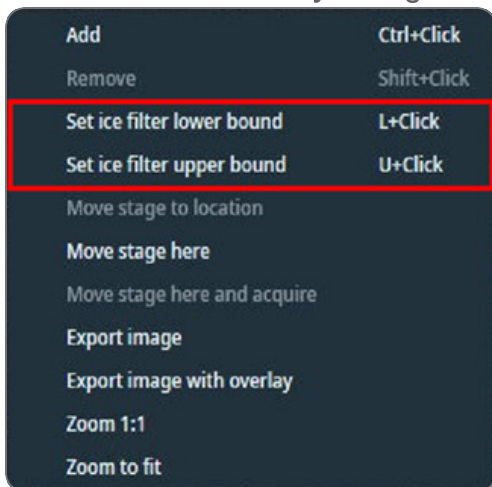 Add Ctrl+Click
Remove Shift+Click
Set ice filter lower bound L+Click
Set ice filter upper bound U+Click
Move stage to location
Move stage here
Move stage here and acquire
Export image
Export image with overlay
Zoom 1:1
Zoom to fit